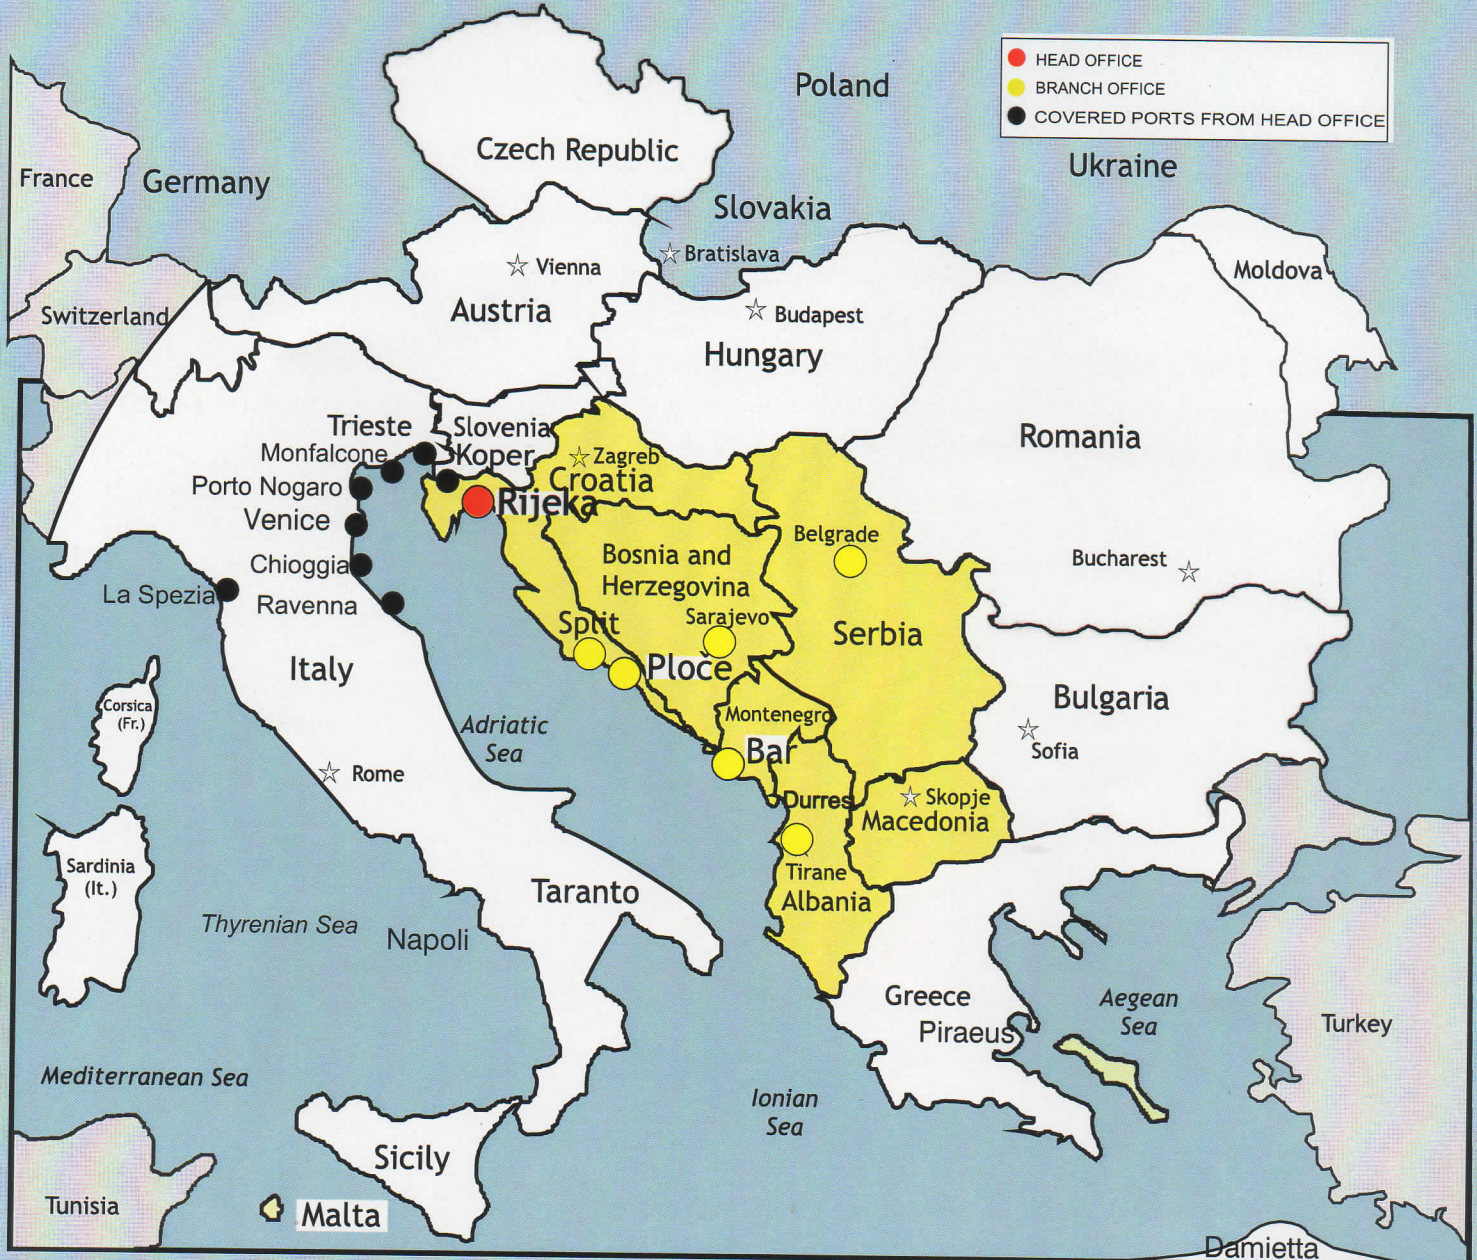 HEAD OFFICE
BRANCH OFFICE
COVERED PORTS FROM HEAD OFFICE
Poland
Czech Republic
Ukraine
France
Germany
Slovakia
Bratislava
Vienna
Moldova
Switzerland
Austria
Budapest
Hungary
Trieste
Slovenia
Romania
Monfalcone
Koper
Zagreb
Croatia
Porto Nogaro
Rijeka
Venice
Belgrade
Chioggia
Bosnia and
Herzegovina
Bucharest
La Spezia
Ravenna
Sarajevo
Split
Serbia
Italy
Ploče
Bulgaria
Corsica
(Fr.)
Montenegro
Adriatic
Sea
Bar
Sofia
Rome
Durres
Skopje
Macedonia
Sardinia
(It.)
Tirane
Taranto
Albania
Thyrenian Sea
Napoli
Greece
Aegean
Sea
Piraeus
Turkey
Mediterranean Sea
Ionian
Sea
Sicily
Tunisia
Malta
Damietta